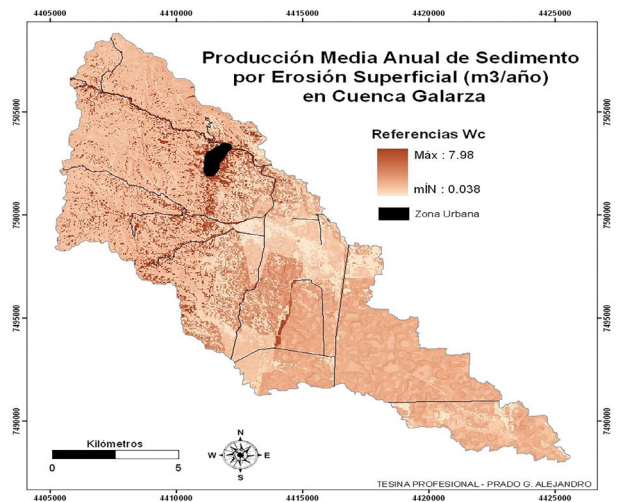 4405000 4410000 4415000 4420000 4425000
Producción Media Anual de Sedimento
por Erosión Superficial (m3/año)
en Cuenca Galarza
7505000
7505000
Referencias Wc
Máx : 7.98
mÍN : 0.038
Zona Urbana
7500000
7500000
7495000
7495000
7490000
7490000
Kilómetros
0 5
N
W E
S
TESINA PROFESIONAL - PRADO G. ALEJANDRO
4405000 4410000 4415000 4420000 4425000